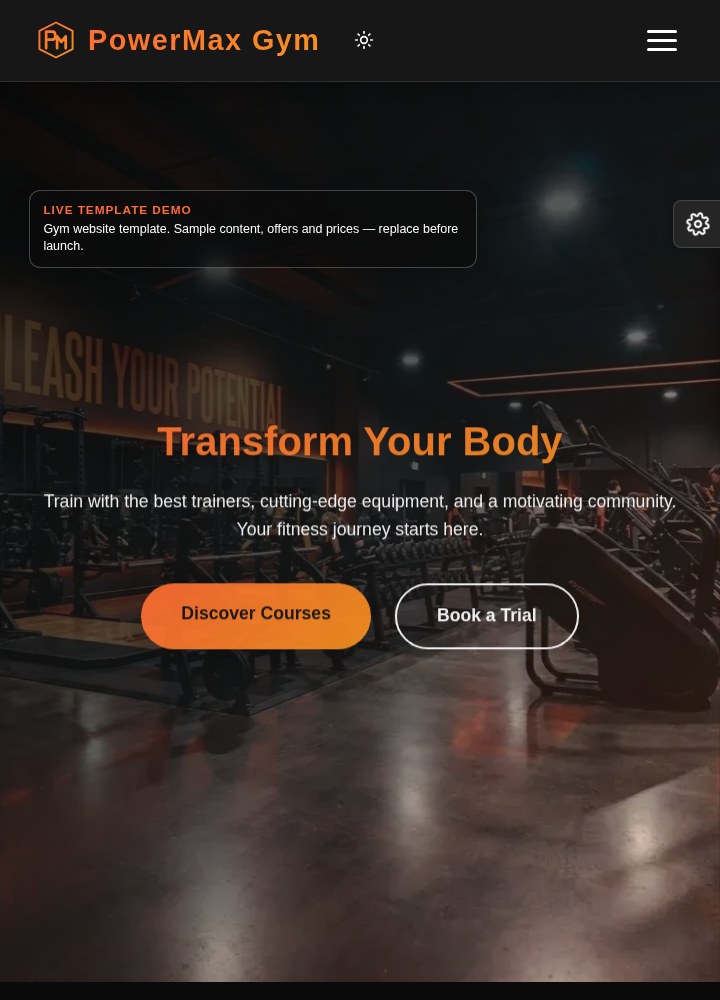 PM
PowerMax Gym
LIVE TEMPLATE DEMO
Gym website template. Sample content, offers and prices — replace before
launch.
LEASH YOUR POTENTIAL
Transform Your Body
Train with the best trainers, cutting-edge equipment, and a motivating community.
Your fitness journey starts here.
Discover Courses
Book a Trial